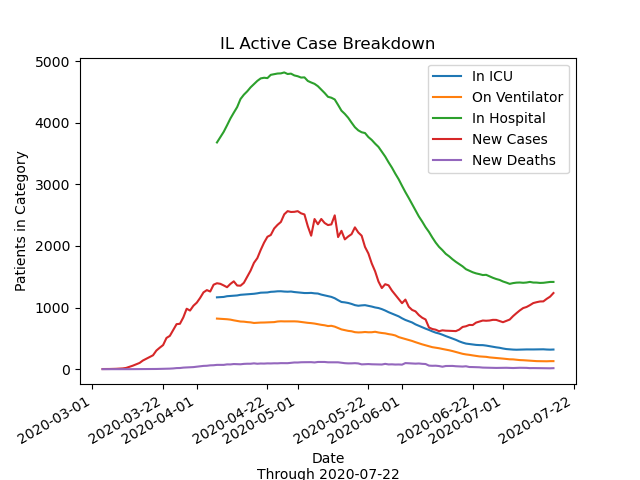 IL Active Case Breakdown
Patients in Category
5000
4000
3000
2000
1000
0
In ICU
On Ventilator
In Hospital
New Cases
New Deaths
2020-03-01
2020-03-22
2020-04-01
2020-04-22
2020-05-01
2020-05-22
2020-06-01
2020-06-22
2020-07-01
2020-07-22
Date
Through 2020-07-22